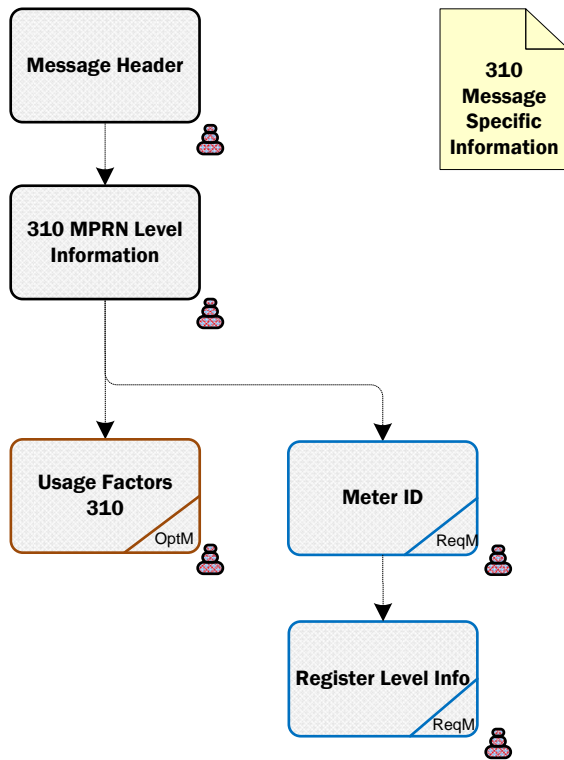 Message Header
310
Message
Specific
Information
310 MPRN Level
Information
Usage Factors
310
OptM
Meter ID
ReqM
Register Level Info
ReqM